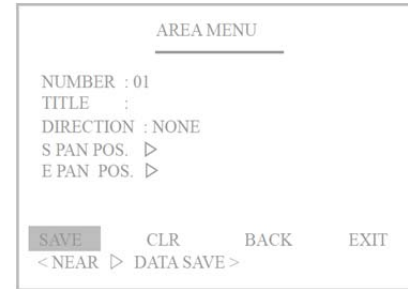 AREA MENU
NUMBER : 01
TITLE :
DIRECTION : NONE
S PAN POS. ▷
E PAN POS. ▷
SAVE CLR BACK EXIT
< NEAR ▷ DATA SAVE >